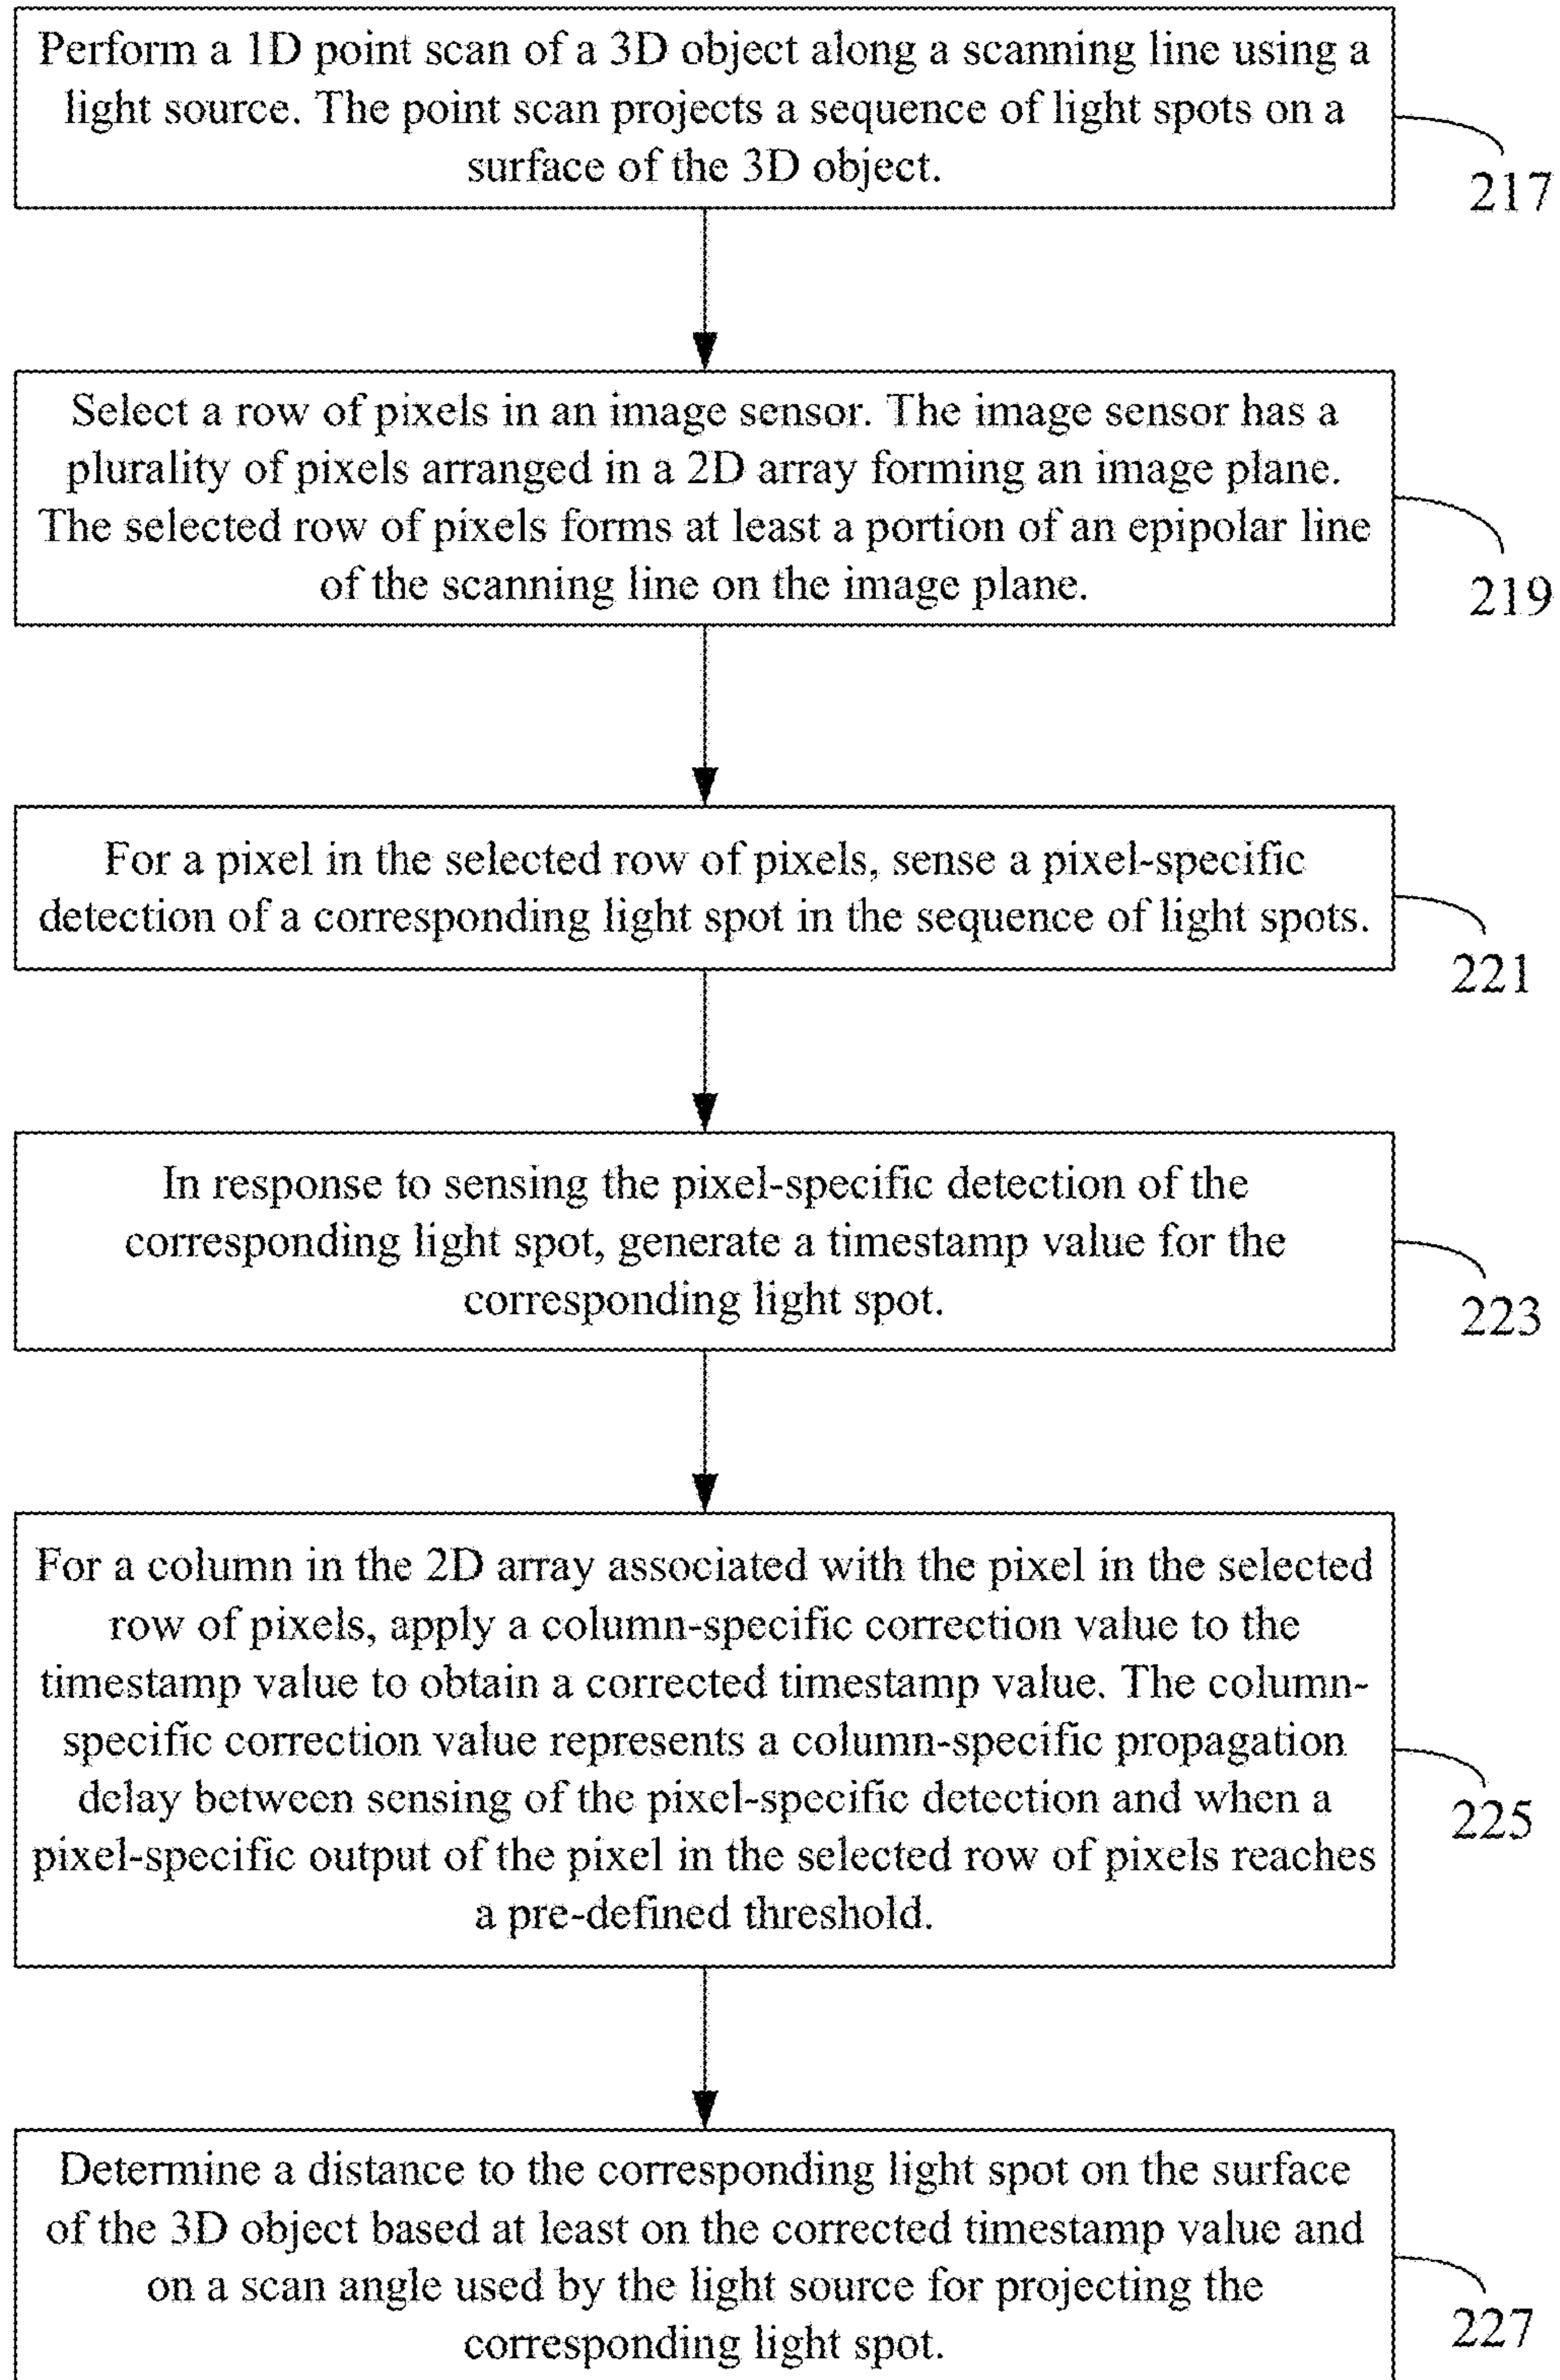 Perform a 1D point scan of a 3D object along a scanning line using a
light source. The point scan projects a sequence of light spots on a
surface of the 3D object.
217
Select a row of pixels in an image sensor. The image sensor has a
plurality of pixels arranged in a 2D array forming an image plane.
The selected row of pixels forms at least a portion of an epipolar line
of the scanning line on the image plane.
219
For a pixel in the selected row of pixels, sense a pixel-specific
detection of a corresponding light spot in the sequence of light spots.
221
In response to sensing the pixel-specific detection of the
corresponding light spot, generate a timestamp value for the
corresponding light spot.
223
For a column in the 2D array associated with the pixel in the selected
row of pixels, apply a column-specific correction value to the
timestamp value to obtain a corrected timestamp value. The column-
specific correction value represents a column-specific propagation
delay between sensing of the pixel-specific detection and when a
pixel-specific output of the pixel in the selected row of pixels reaches
a pre-defined threshold.
225
Determine a distance to the corresponding light spot on the surface
of the 3D object based at least on the corrected timestamp value and
on a scan angle used by the light source for projecting the
corresponding light spot.
227